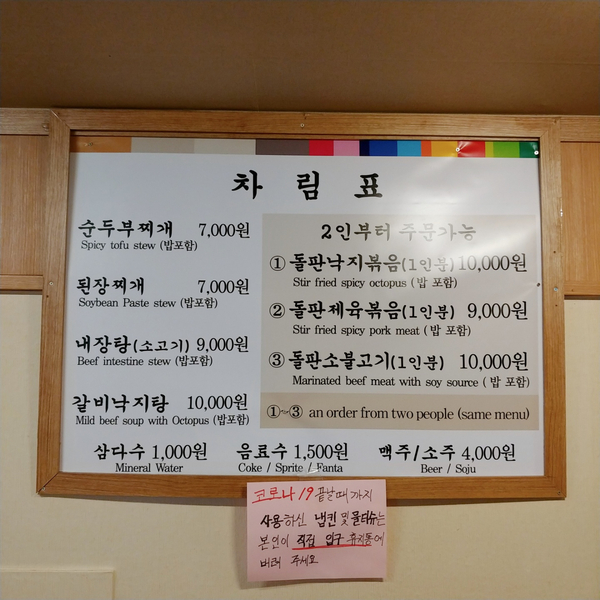 차 림 표
순두부찌개 7,000원
Spicy tofu stew (밥포함)
된장찌개 7,000원
Soybean Paste stew (밥포함)
내장탕(소고기) 9,000원
Beef intestine stew (밥포함)
갈비낙지탕 10,000원
Mild beef soup with Octopus (밥포함)
2인부터 주문가능
① 돌판낙지볶음(1인분) 10,000원
Stir fried spicy octopus ( 밥 포함)
② 돌판제육볶음(1인분) 9,000원
Stir fried spicy pork meat ( 밥 포함)
③ 돌판소불고기(1인분) 10,000원
Marinated beef meat with soy source ( 밥 포함)
①~③ an order from two people (same menu)
삼다수 1,000원 음료수 1,500원 맥주/소주 4,000원
Mineral Water Coke / Sprite / Fanta Beer / Soju
코로나19 끝날때까지
사용하신 냅킨 및 물티슈는
본인이 직접 입구 휴지통에
버려 주세요